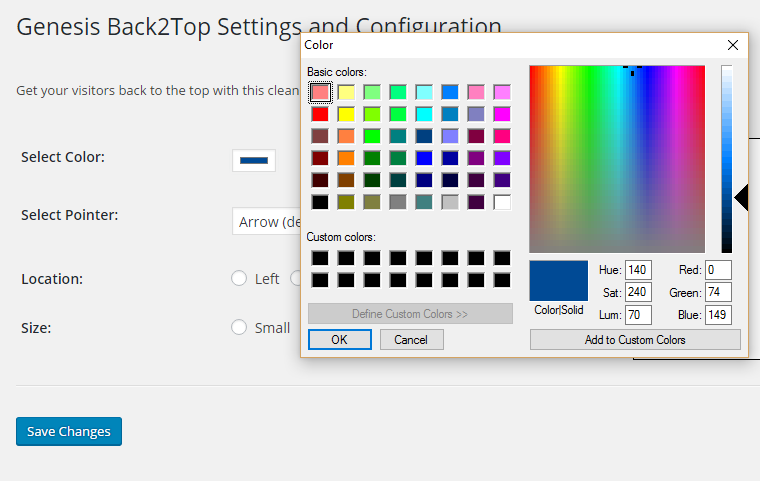 Genesis Back2Top Settings and Configuration
Get your visitors back to the top with this clean
Select Color:
Select Pointer:
Arrow (de
Location:
Left
Size:
Small
Save Changes
Color
Basic colors:
Custom colors:
Define Custom Colors >>
OK
Cancel
Color|Solid
Hue: 140
Sat: 240
Lum: 70
Red: 0
Green: 74
Blue: 149
Add to Custom Colors